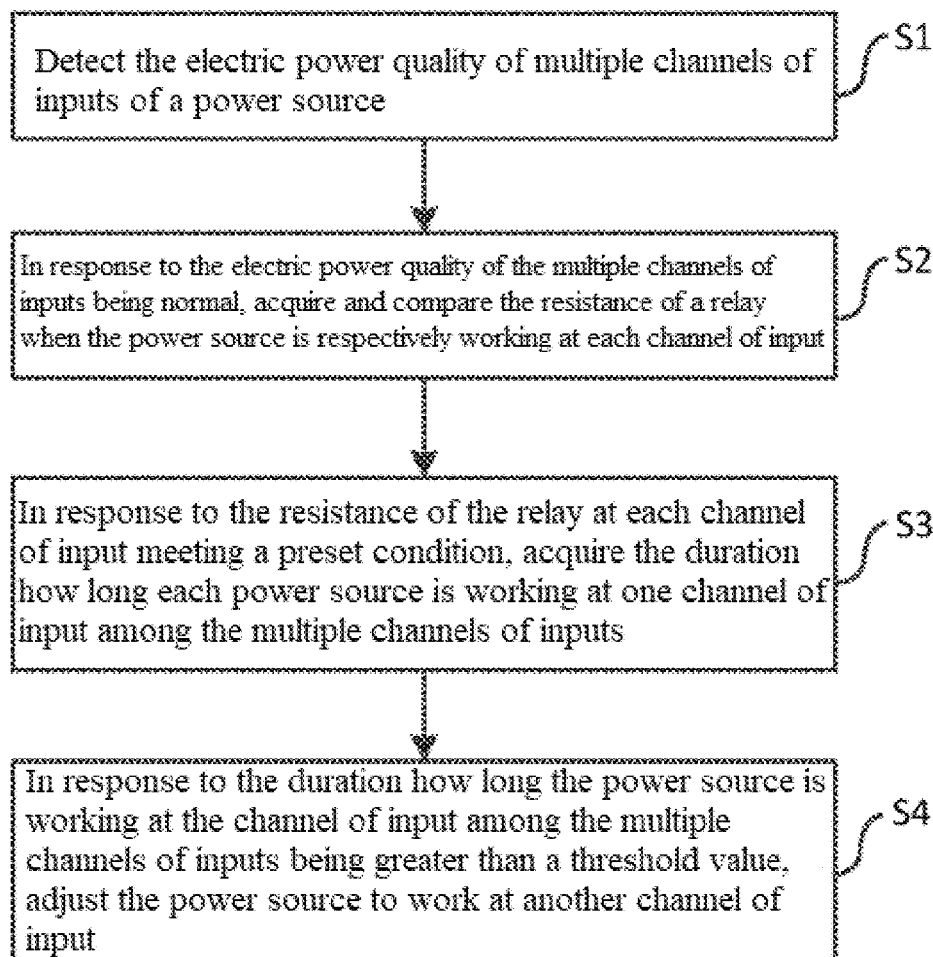 Detect the electric power quality of multiple channels of
inputs of a power source
S1
In response to the electric power quality of the multiple channels of
inputs being normal, acquire and compare the resistance of a relay
when the power source is respectively working at each channel of input
S2
In response to the resistance of the relay at each channel
of input meeting a preset condition, acquire the duration
how long each power source is working at one channel of
input among the multiple channels of inputs
S3
In response to the duration how long the power source is
working at the channel of input among the multiple
channels of inputs being greater than a threshold value,
adjust the power source to work at another channel of
input
S4